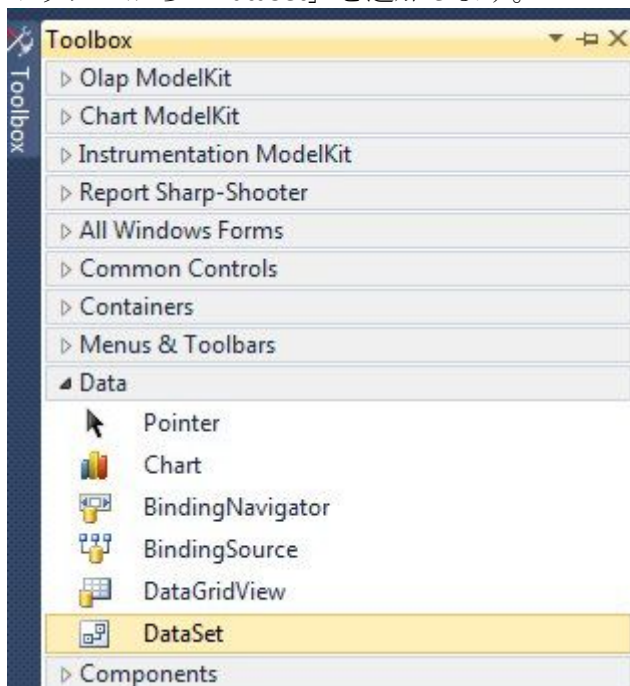 DataSet
Toolbox
Toolbox
Olap ModelKit
Chart ModelKit
Instrumentation ModelKit
Report Sharp-Shooter
All Windows Forms
Common Controls
Containers
Menus & Toolbars
Data
Pointer
Chart
BindingNavigator
BindingSource
DataGridView
DataSet
Components